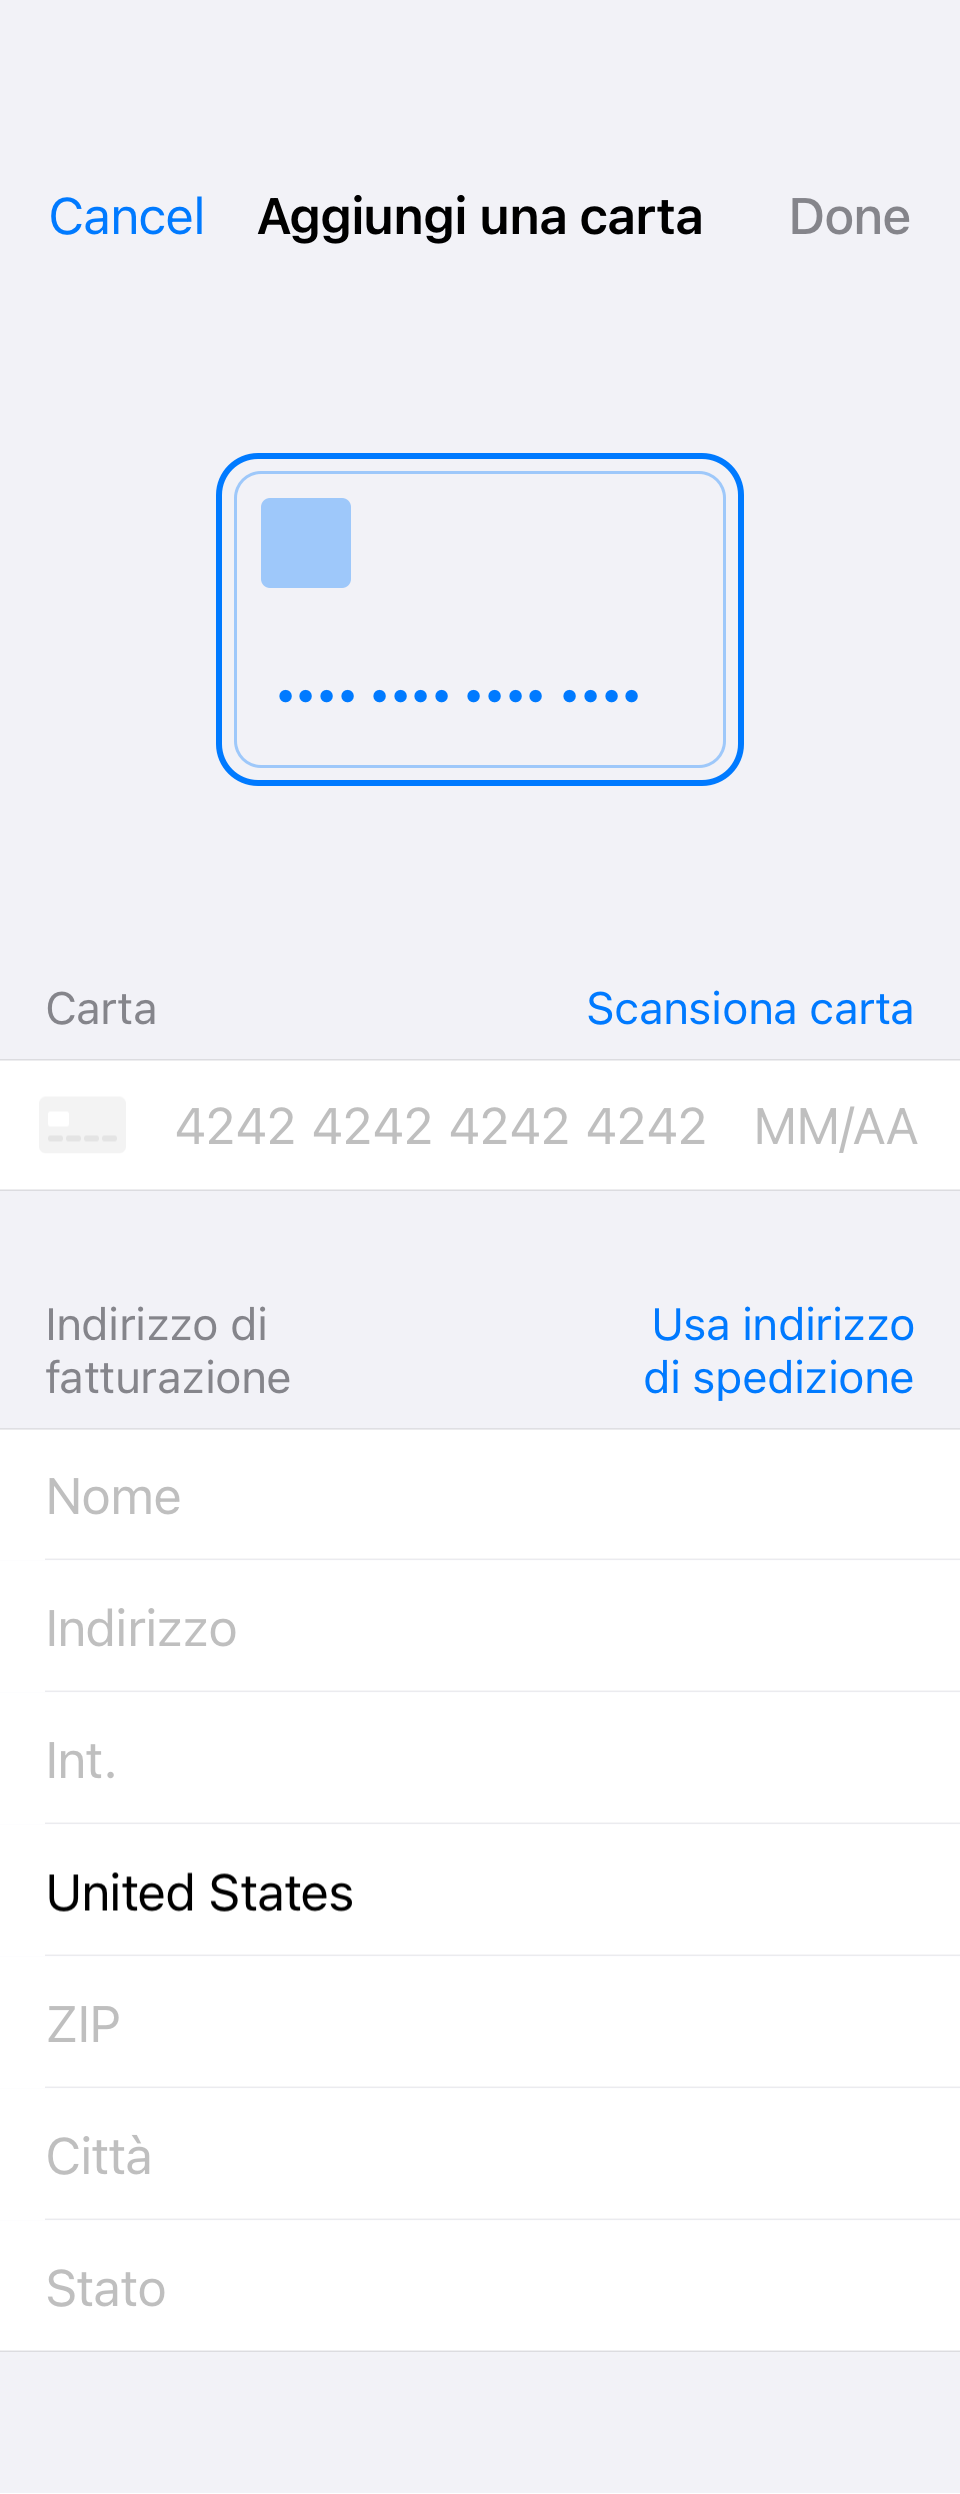 Cancel Aggiungi una carta Done
•••• •••• •••• ••••
Carta Scansiona carta
4242 4242 4242 4242 MM/AA
Indirizzo di
fatturazione
Usa indirizzo
di spedizione
Nome
Indirizzo
Int.
United States
ZIP
Città
Stato